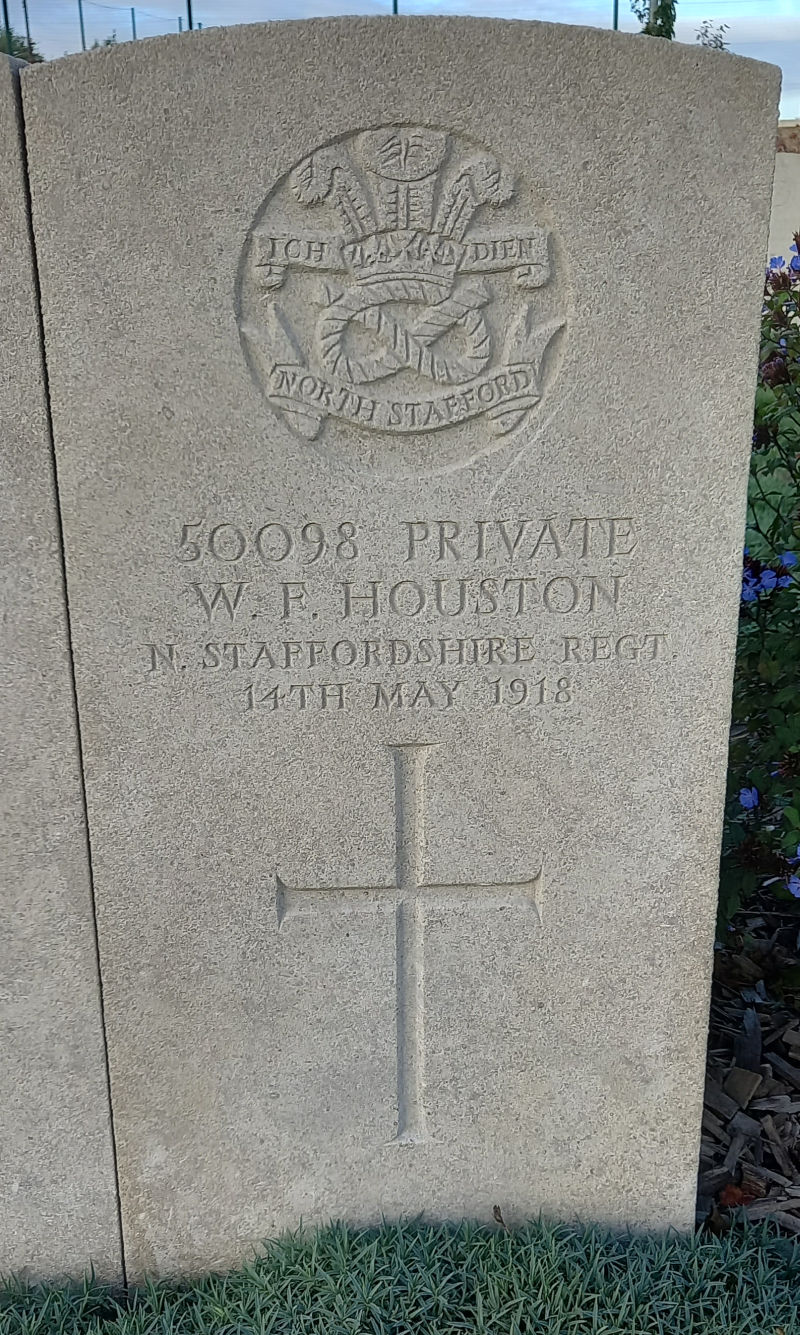 ICH DIEN
NORTH STAFFORD
50098 PRIVATE
W. F. HOUSTON
N. STAFFORDSHIRE REGT.
14TH MAY 1918